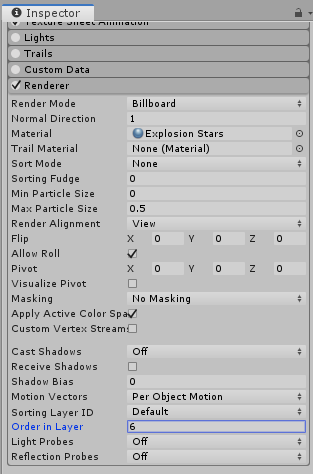 Inspector
Texture Sheet Animation
Lights
Trails
Custom Data
Renderer
Render Mode Billboard
Normal Direction 1
Material Explosion Stars
Trail Material None (Material)
Sort Mode None
Sorting Fudge 0
Min Particle Size 0
Max Particle Size 0.5
Render Alignment View
Flip X 0 Y 0 Z 0
Allow Roll
Pivot X 0 Y 0 Z 0
Visualize Pivot
Masking No Masking
Apply Active Color Spa
Custom Vertex Streams
Cast Shadows Off
Receive Shadows
Shadow Bias 0
Motion Vectors Per Object Motion
Sorting Layer ID Default
Order in Layer 6
Light Probes Off
Reflection Probes Off